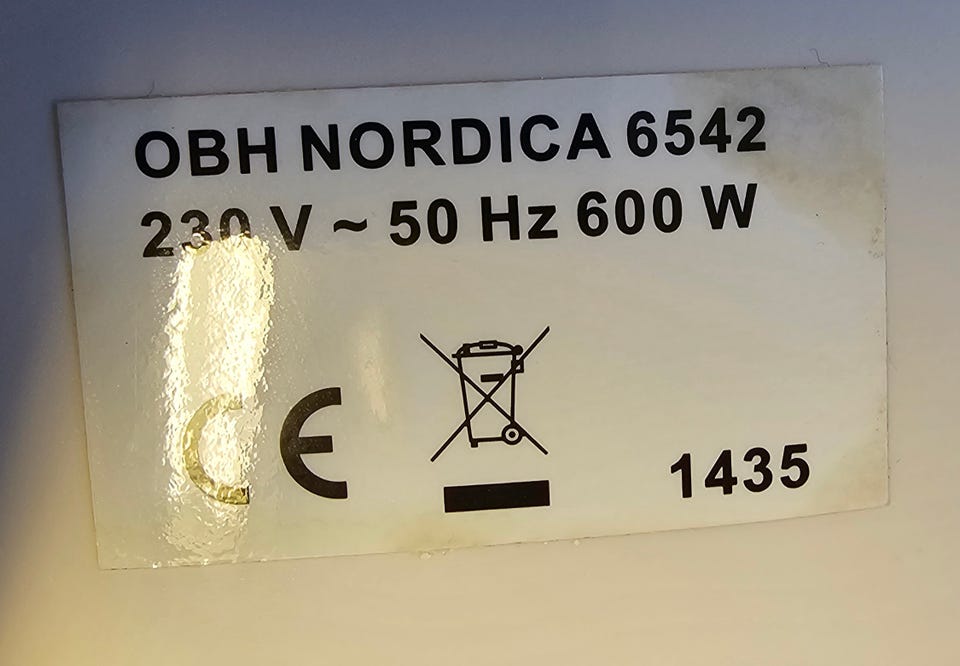 OBH NORDICA 6542
230 V ~ 50 Hz 600 W
CE
1435